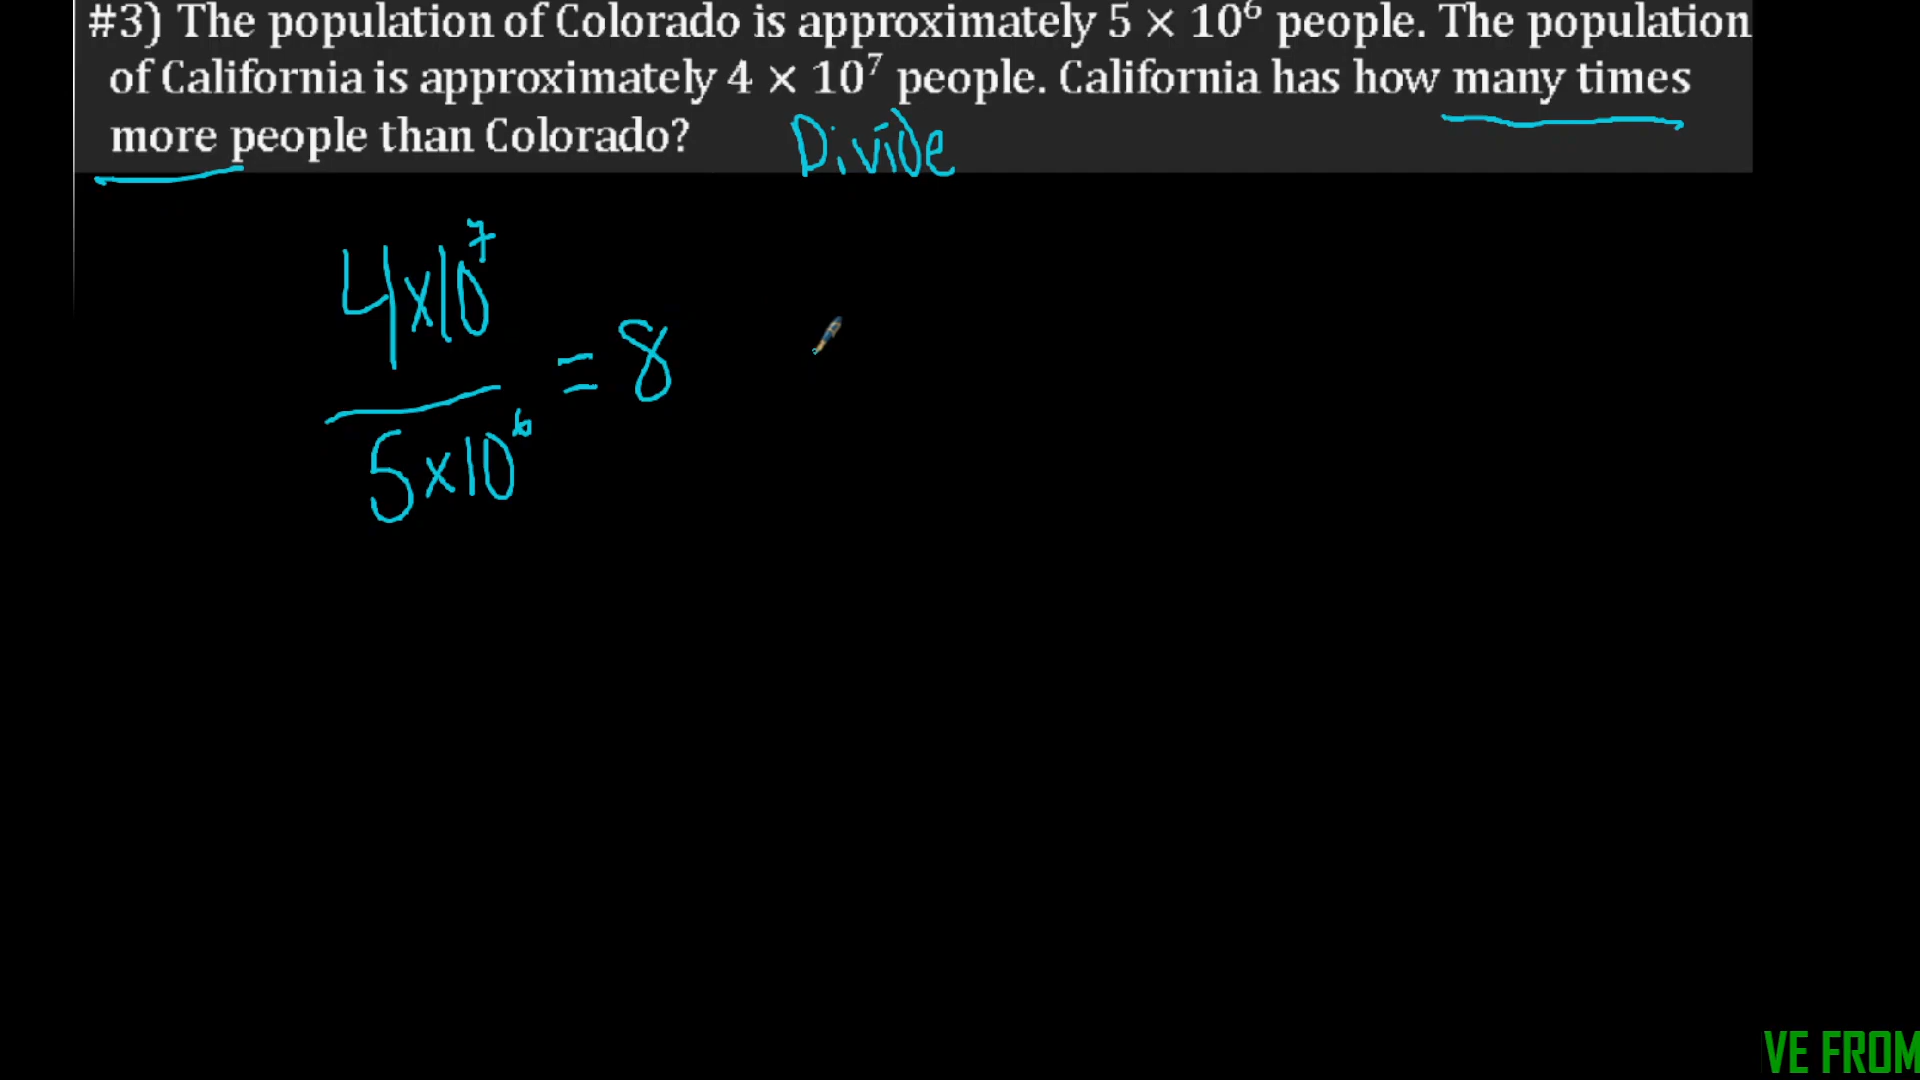 #3) The population of Colorado is approximately 5 × 10⁶ people. The population
of California is approximately 4 × 10⁷ people. California has how many times
more people than Colorado?
Divide
4x10⁷
= 8
5x10⁶
VE FROM